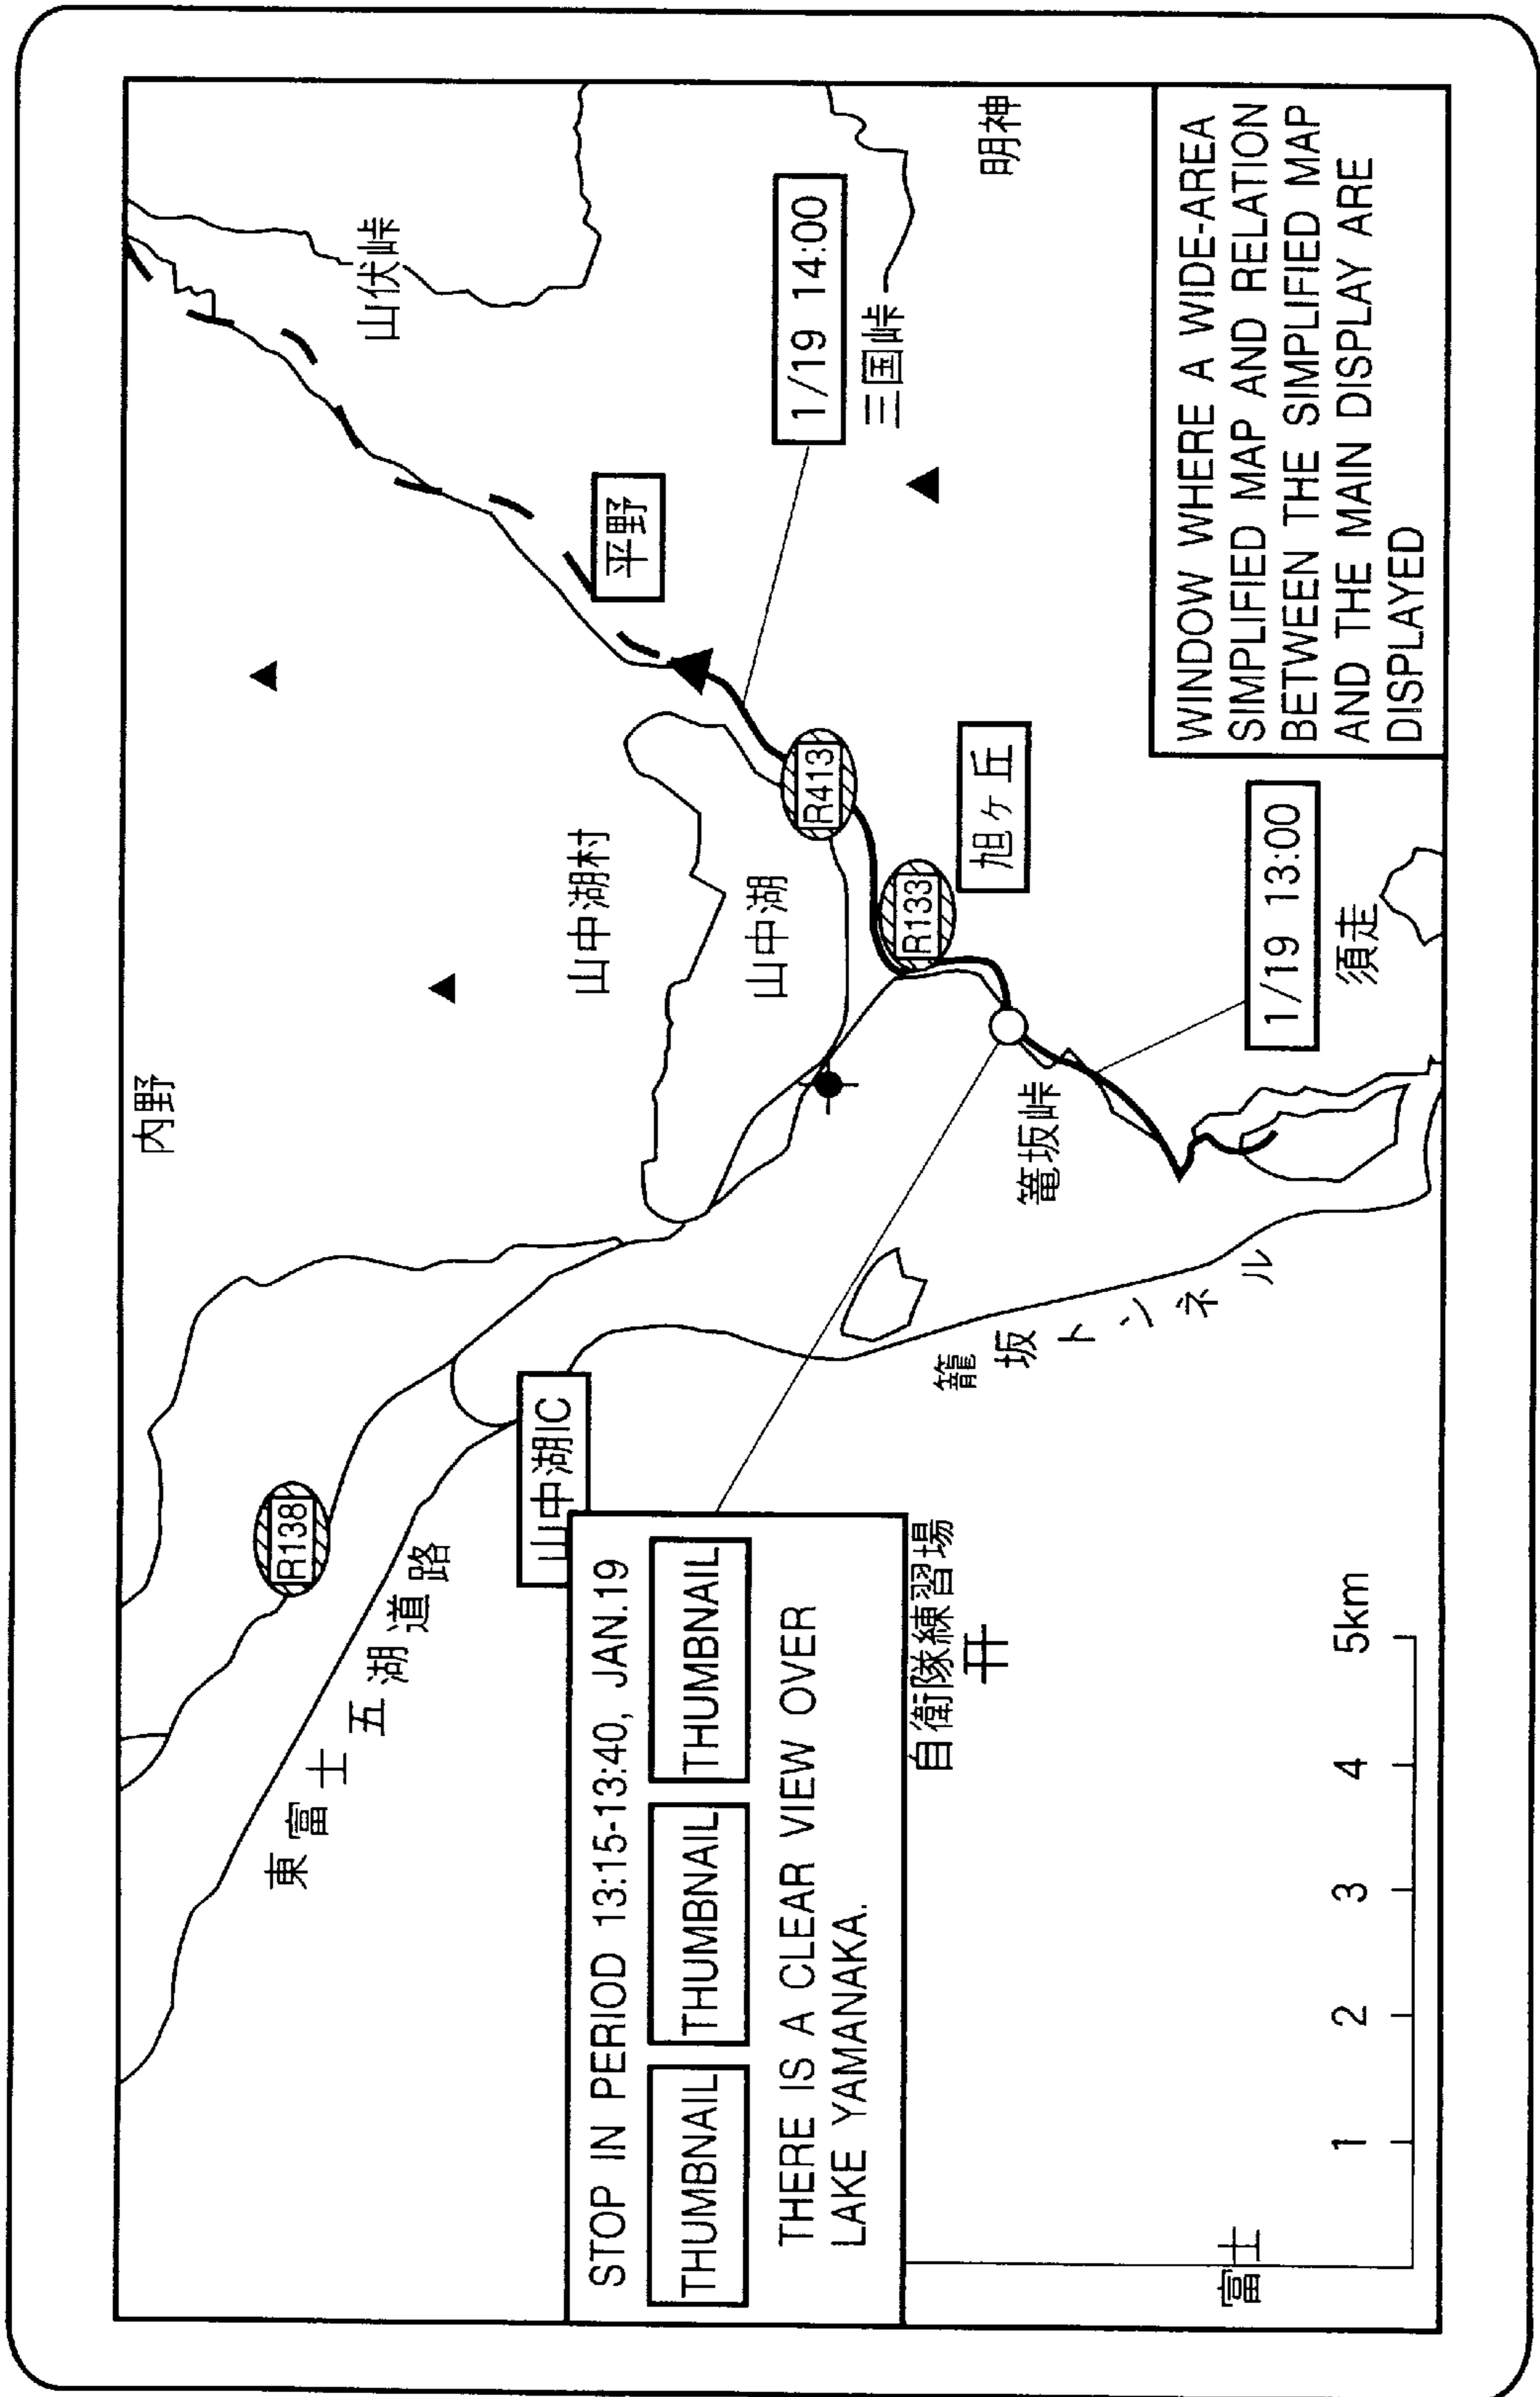 内野
山伏峠
R138
東富士五湖道路
山中湖IC
平野
山中湖村
山中湖
1/19 14:00
三国峠
明神
R413
R133
旭ヶ丘
STOP IN PERIOD 13:15-13:40, JAN.19
THUMBNAIL THUMBNAIL THUMBNAIL
THERE IS A CLEAR VIEW OVER
LAKE YAMANAKA.
自衛隊練習場
籠坂トンネル
篭坂峠
1/19 13:00
須走
WINDOW WHERE A WIDE-AREA
SIMPLIFIED MAP AND RELATION
BETWEEN THE SIMPLIFIED MAP
AND THE MAIN DISPLAY ARE
DISPLAYED
富士
1 2 3 4 5km